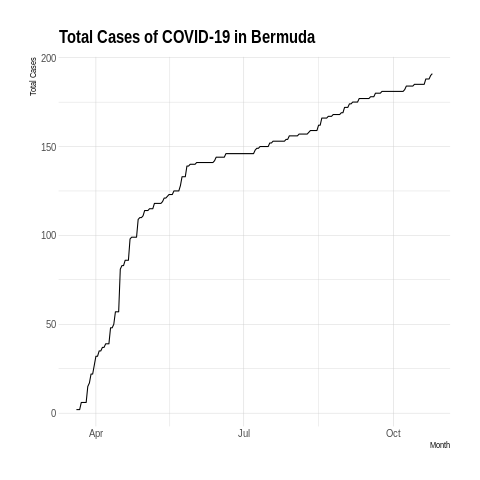 Total Cases of COVID-19 in Bermuda
Total Cases
200
150
100
50
0
Apr Jul Oct
Month